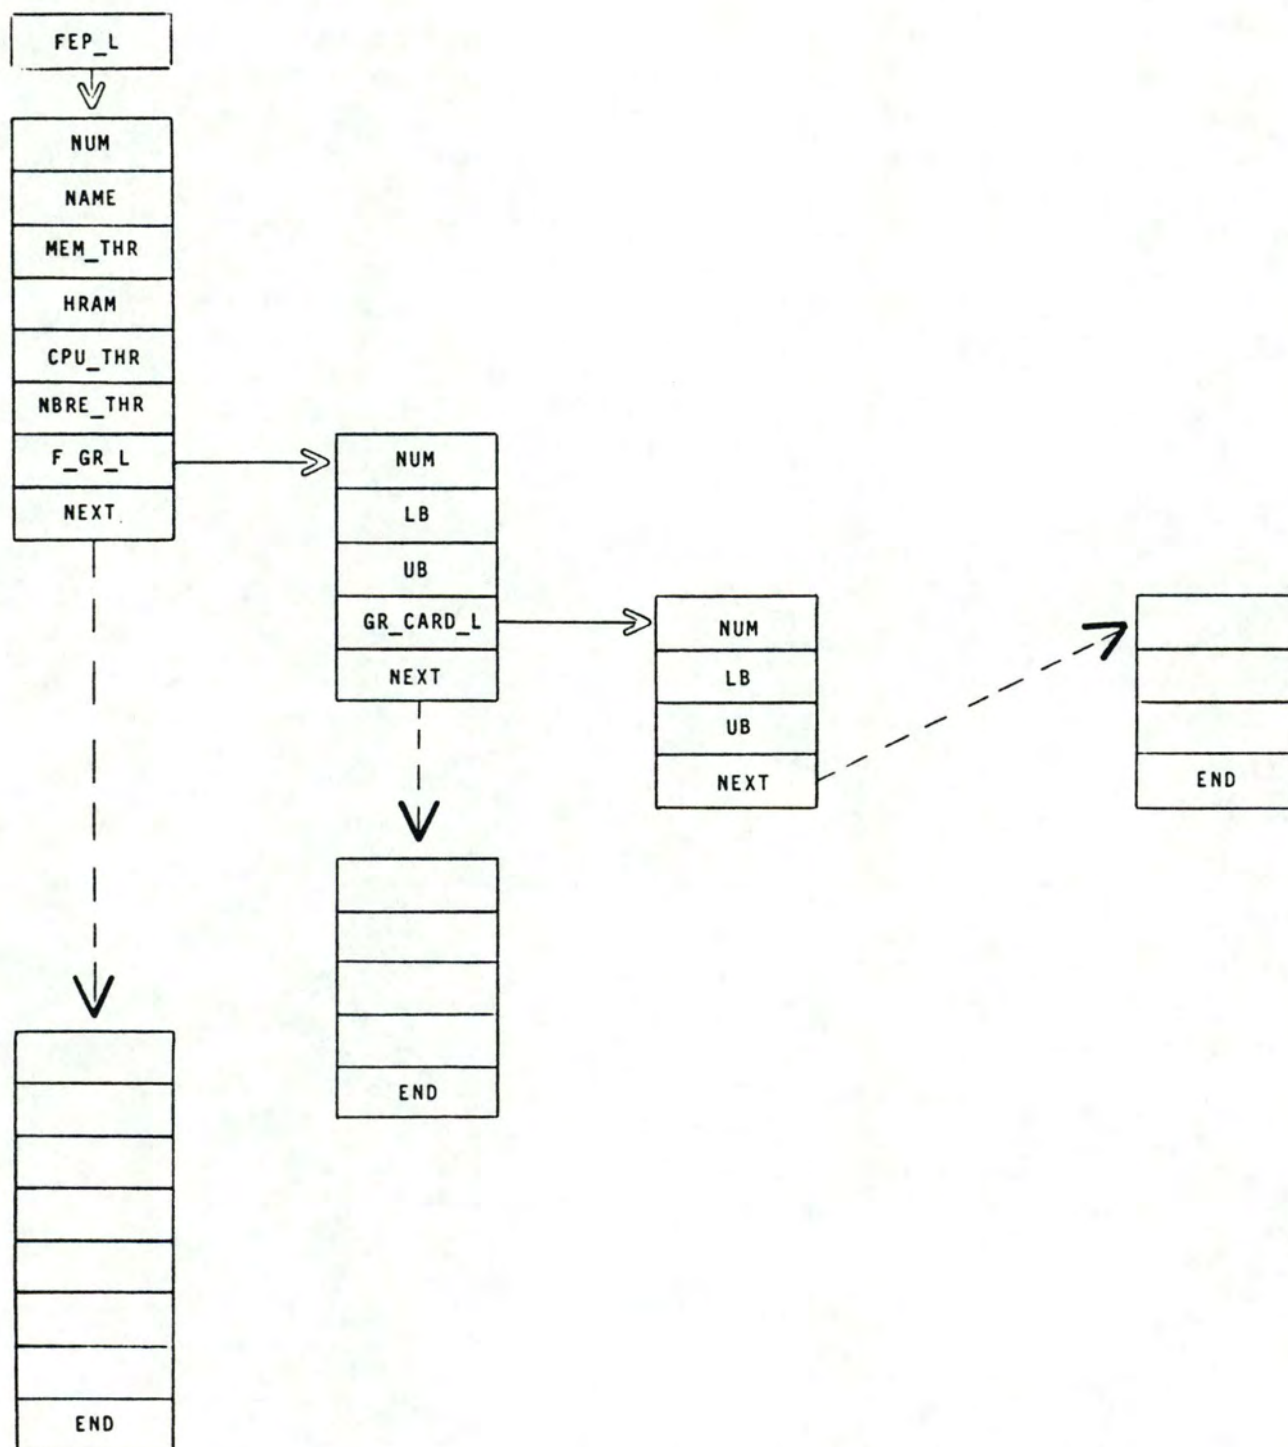 FEP_L
NUM
NAME
MEM_THR
HRAM
CPU_THR
NBRE_THR
F_GR_L
NEXT
NUM
LB
UB
GR_CARD_L
NEXT
NUM
LB
UB
NEXT
END
END
END